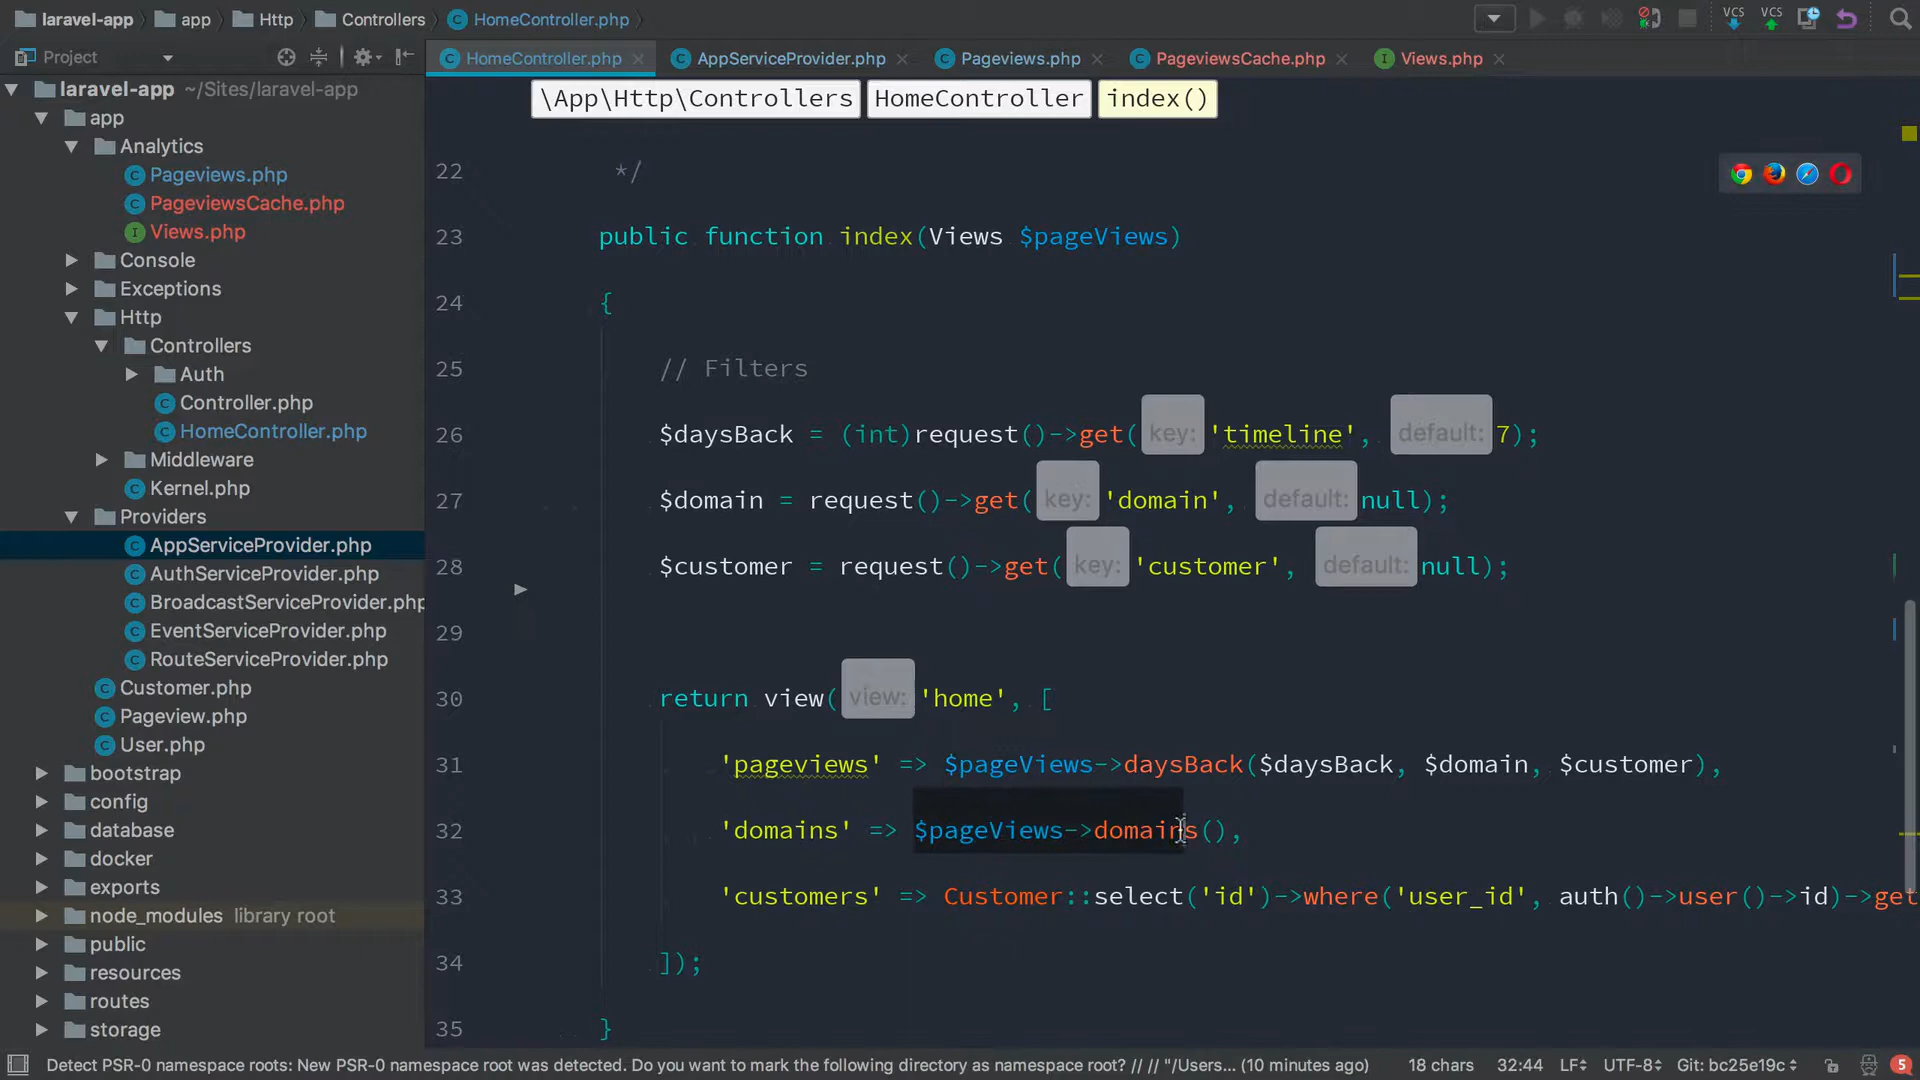 laravel-app app Http Controllers HomeController.php
VCS VCS
Project
HomeController.php AppServiceProvider.php Pageviews.php PageviewsCache.php Views.php
\App\Http\Controllers HomeController index()
laravel-app ~/Sites/laravel-app
app
Analytics
Pageviews.php
PageviewsCache.php
Views.php
Console
Exceptions
Http
Controllers
Auth
Controller.php
HomeController.php
Middleware
Kernel.php
Providers
AppServiceProvider.php
AuthServiceProvider.php
BroadcastServiceProvider.php
EventServiceProvider.php
RouteServiceProvider.php
Customer.php
Pageview.php
User.php
bootstrap
config
database
docker
exports
node_modules library root
public
resources
routes
storage
22 */
23 public function index(Views $pageViews)
24 {
25 // Filters
26 $daysBack = (int)request()->get( key: 'timeline', default: 7);
27 $domain = request()->get( key: 'domain', default: null);
28 $customer = request()->get( key: 'customer', default: null);
29
30 return view( view: 'home', [
31 'pageviews' => $pageViews->daysBack($daysBack, $domain, $customer),
32 'domains' => $pageViews->domains(),
33 'customers' => Customer::select('id')->where('user_id', auth()->user()->id)->get
34 ]);
35 }
Detect PSR-0 namespace roots: New PSR-0 namespace root was detected. Do you want to mark the following directory as namespace root? // // "/Users... (10 minutes ago) 18 chars 32:44 LF UTF-8 Git: bc25e19c 5